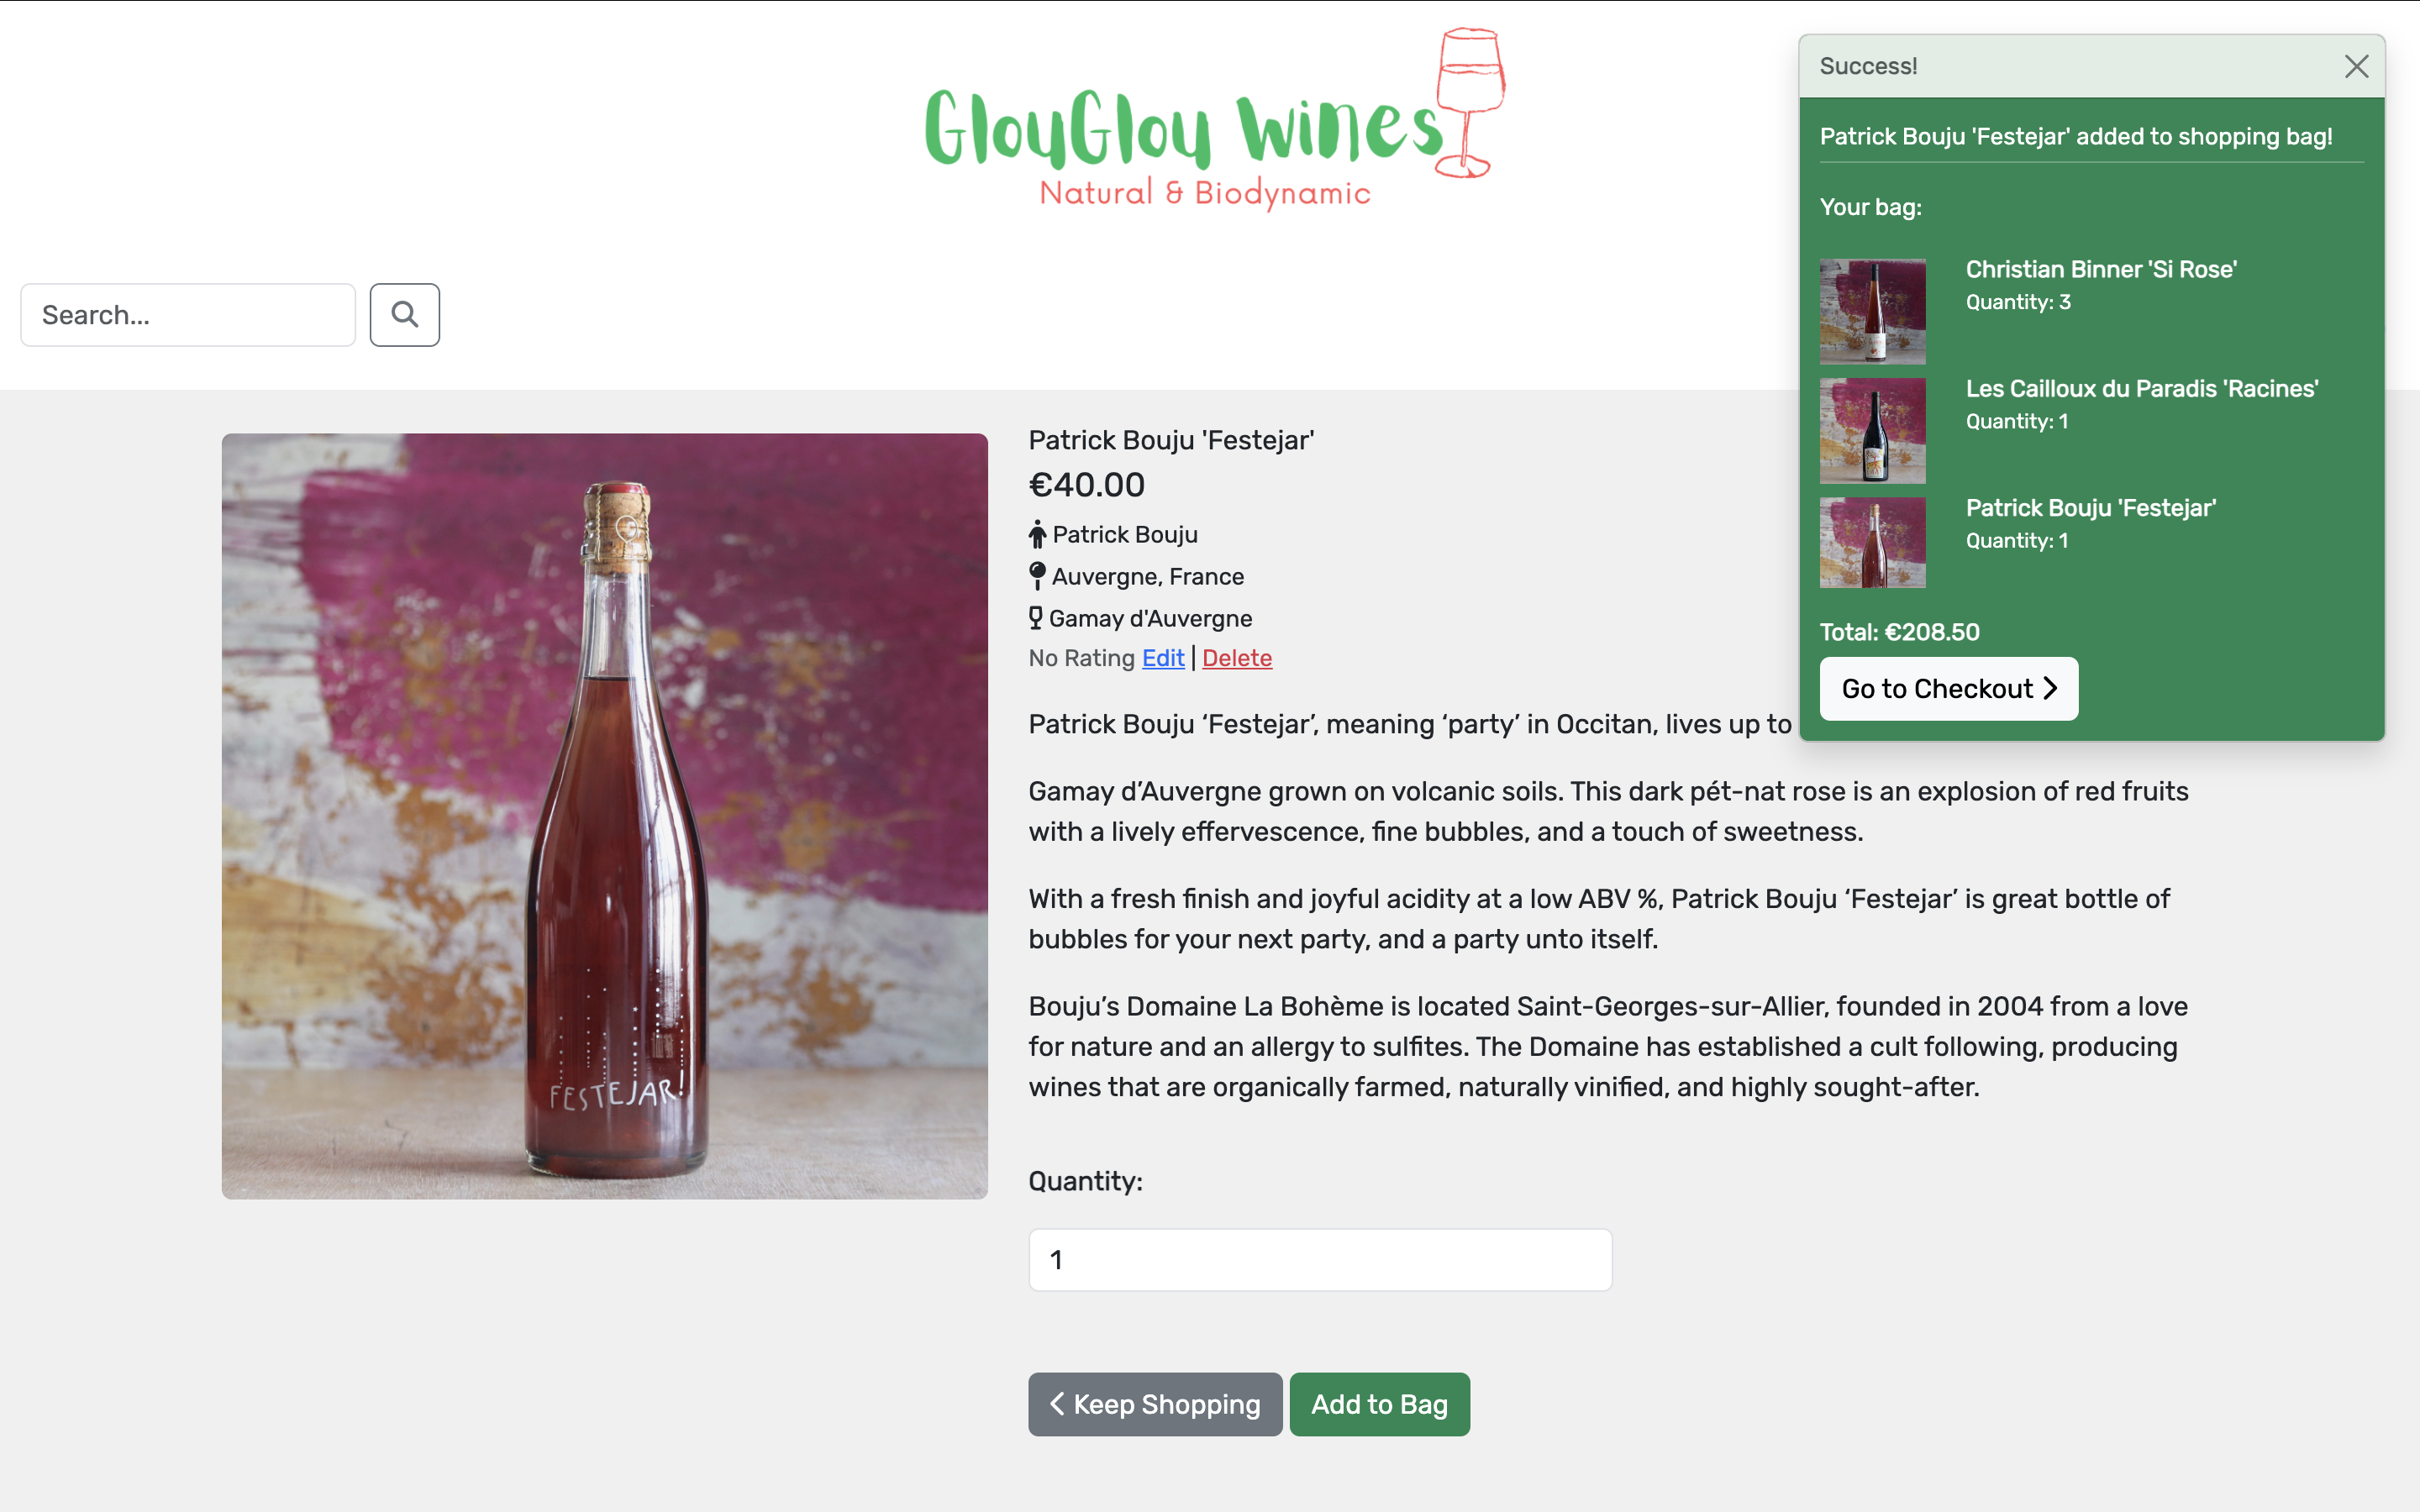 GlouGlou Wines
Natural & Biodynamic
Search...
Success!
Patrick Bouju 'Festejar' added to shopping bag!
Your bag:
Christian Binner 'Si Rose'
Quantity: 3
Les Cailloux du Paradis 'Racines'
Quantity: 1
Patrick Bouju 'Festejar'
Quantity: 1
Total: €208.50
Go to Checkout
FESTEJAR!
Patrick Bouju 'Festejar'
€40.00
Patrick Bouju
Auvergne, France
Gamay d'Auvergne
No Rating Edit | Delete
Patrick Bouju ‘Festejar’, meaning ‘party’ in Occitan, lives up to
Gamay d’Auvergne grown on volcanic soils. This dark pét-nat rose is an explosion of red fruits
with a lively effervescence, fine bubbles, and a touch of sweetness.
With a fresh finish and joyful acidity at a low ABV %, Patrick Bouju ‘Festejar’ is great bottle of
bubbles for your next party, and a party unto itself.
Bouju’s Domaine La Bohème is located Saint-Georges-sur-Allier, founded in 2004 from a love
for nature and an allergy to sulfites. The Domaine has established a cult following, producing
wines that are organically farmed, naturally vinified, and highly sought-after.
Quantity:
1
Keep Shopping
Add to Bag